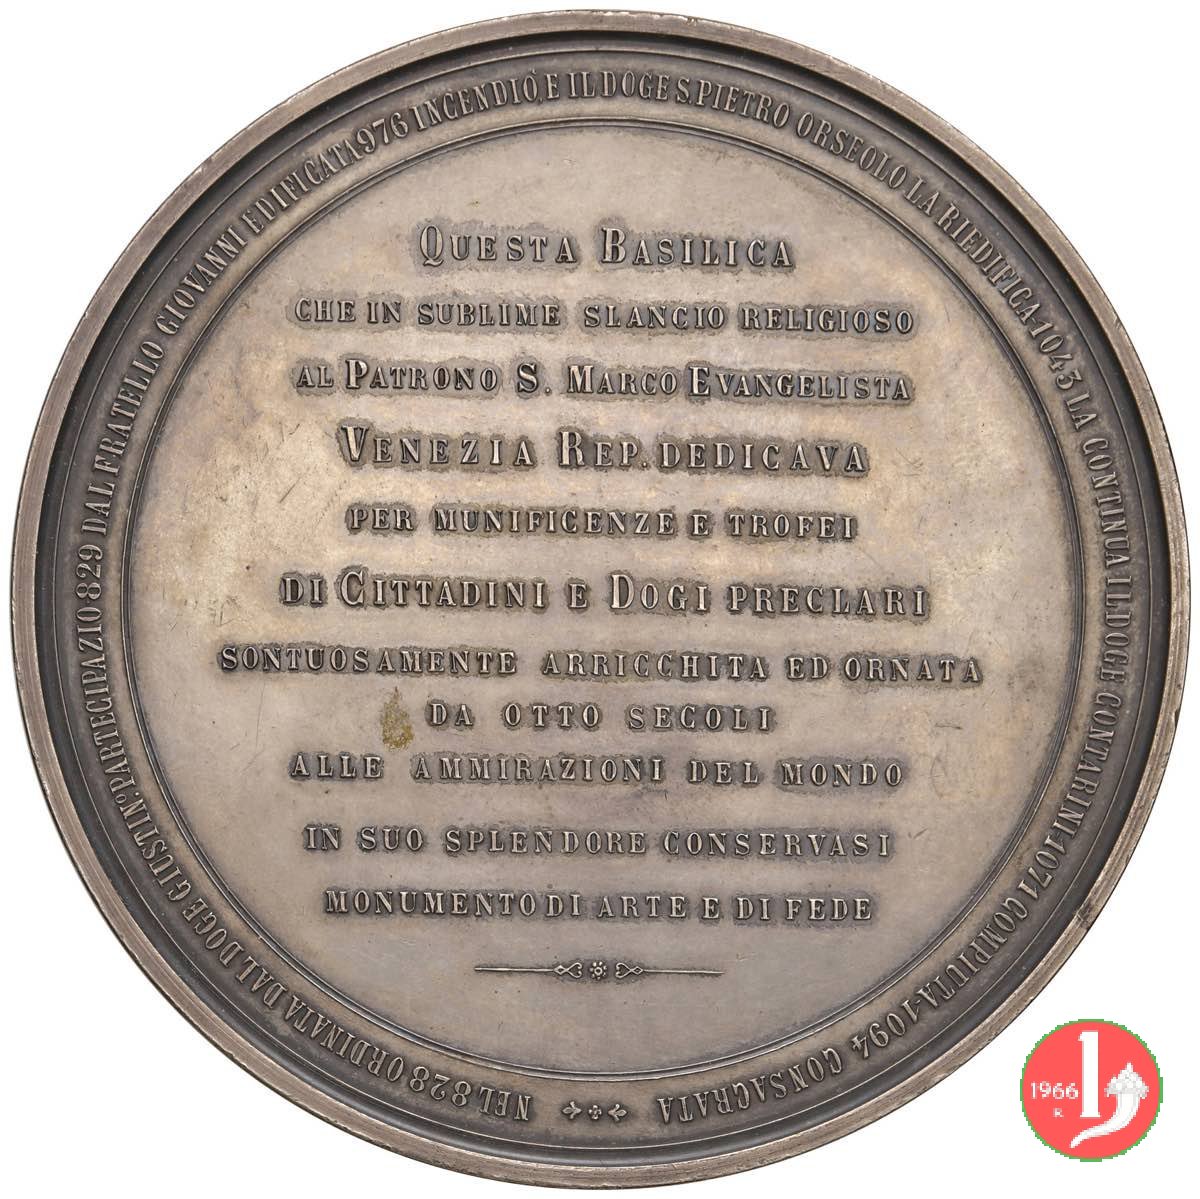 NEL 828 ORDINATA DAL DOGE GIUSTIN.º PARTECIPAZIO 829 DAL FRATELLO GIOVANNI EDIFICATA 976 INCENDIO, E IL DOGE S. PIETRO ORSEOLO LA RIEDIFICA 1043 LA CONTINUA IL DOGE CONTARINI 1071 COMPIUTA 1094 CONSAGRATA
QUESTA BASILICA
CHE IN SUBLIME SLANCIO RELIGIOSO
AL PATRONO S. MARCO EVANGELISTA
VENEZIA REP. DEDICAVA
PER MUNIFICENZE E TROFEI
DI CITTADINI E DOGI PRECLARI
SONTUOSAMENTE ARRICCHITA ED ORNATA
DA OTTO SECOLI
ALLE AMMIRAZIONI DEL MONDO
IN SUO SPLENDORE CONSERVASI
MONUMENTO DI ARTE E DI FEDE
1966
R